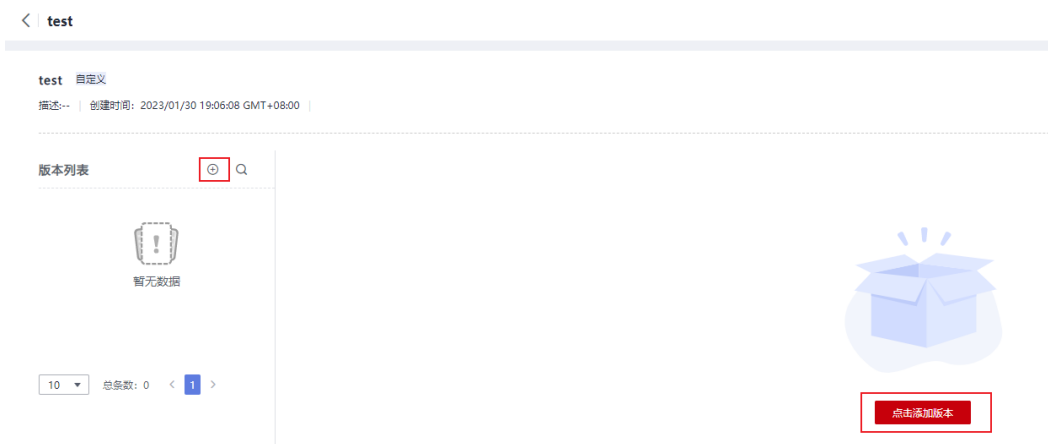 test
test 自定义
描述:-- 创建时间: 2023/01/30 19:06:08 GMT+08:00
版本列表
暂无数据
10 总条数: 0 1
点击添加版本